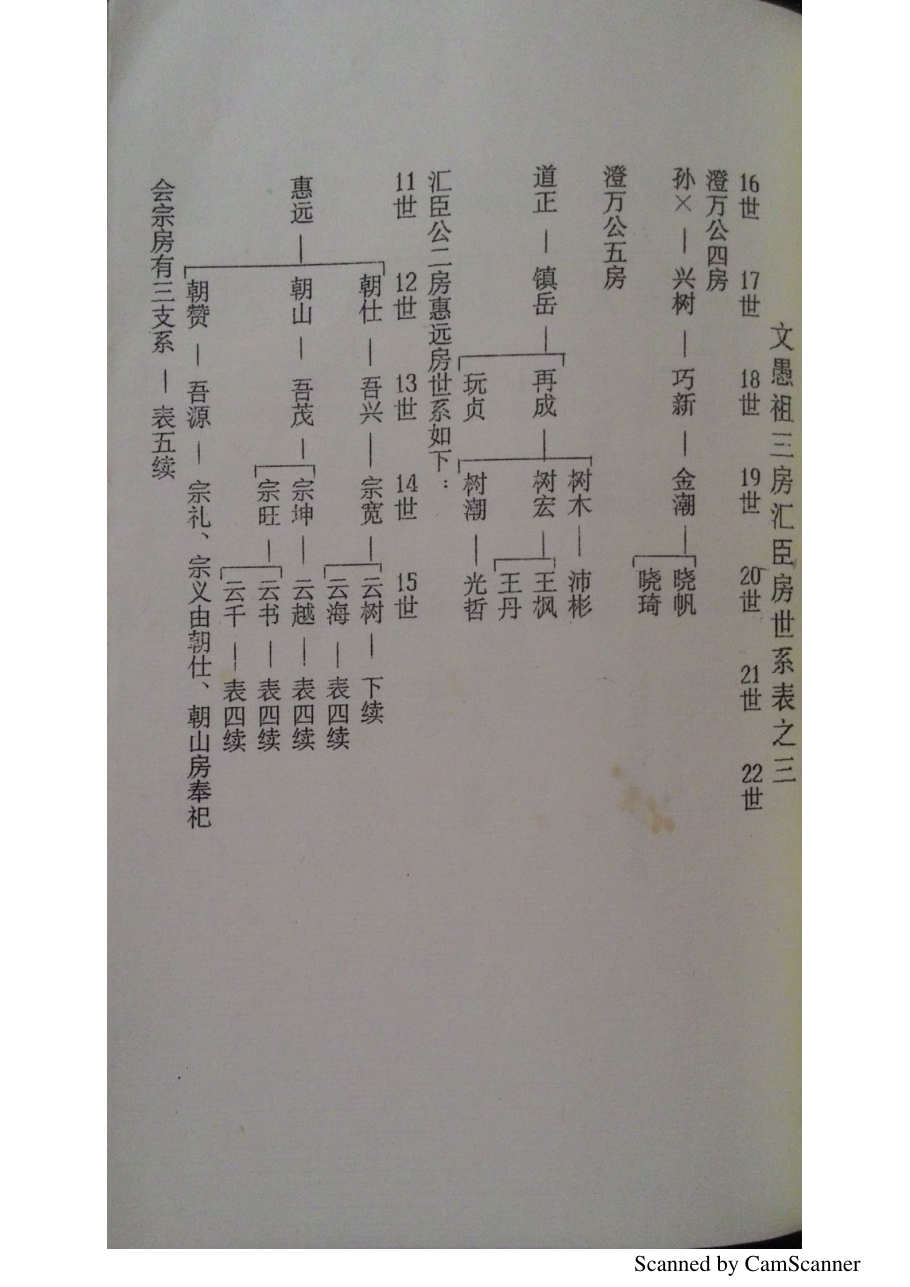 文愚祖三房汇臣房世系表之三
16世 17世 18世 19世 20世 21世 22世
澄万公四房
孙× — 兴树 — 巧新 — 金潮 — 晓帆
晓琦
澄万公五房
树木 — 沛彬
道正 — 镇岳 — 再成 — 树宏 — 王枫
王丹
玩贞 树潮 — 光哲
汇臣公二房惠远房世系如下：
11世 12世 13世 14世 15世
朝仕 — 吾兴 — 宗宽 — 云树 — 下续
云海 — 表四续
惠远 — 朝山 — 吾茂 — 宗坤 — 云越 — 表四续
宗旺 — 云书 — 表四续
云千 — 表四续
朝赞 — 吾源 — 宗礼、宗义由朝仕、朝山房奉祀
会宗房有三支系 — 表五续
Scanned by CamScanner